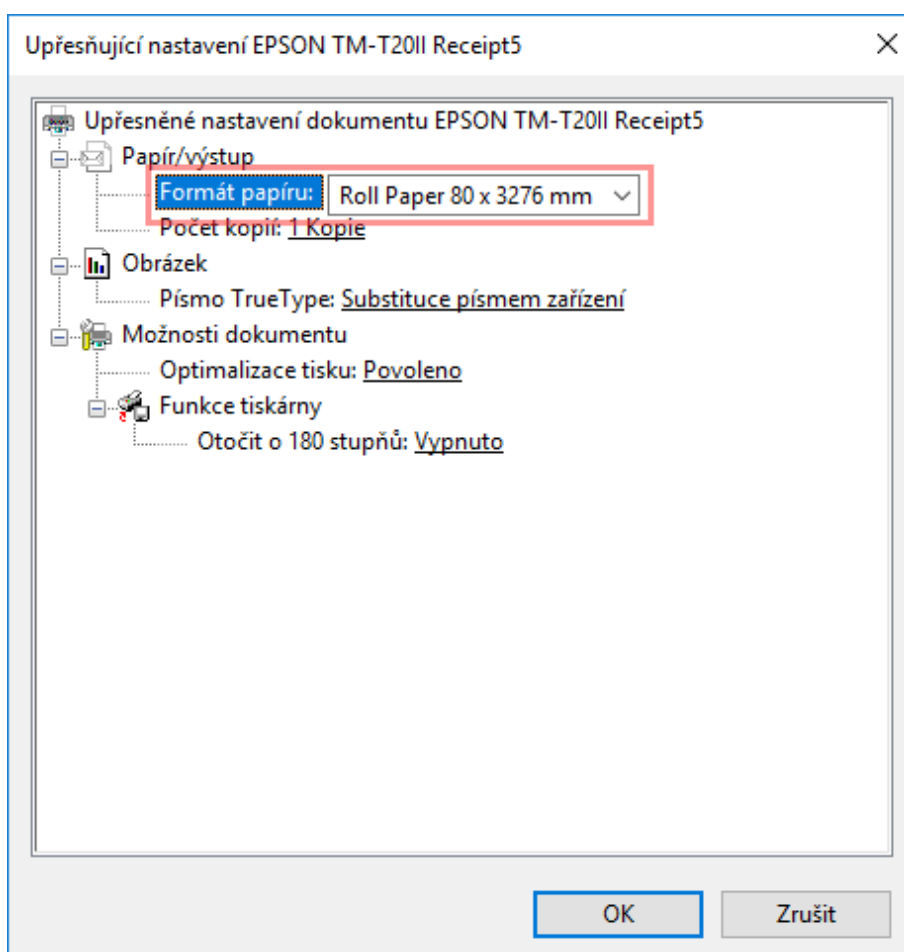 Upřesňující nastavení EPSON TM-T20II Receipt5
Upřesněné nastavení dokumentu EPSON TM-T20II Receipt5
Papír/výstup
Formát papíru: Roll Paper 80 x 3276 mm
Počet kopií: 1 Kopie
Obrázek
Písmo TrueType: Substituce písmem zařízení
Možnosti dokumentu
Optimalizace tisku: Povoleno
Funkce tiskárny
Otočit o 180 stupňů: Vypnuto
OK Zrušit